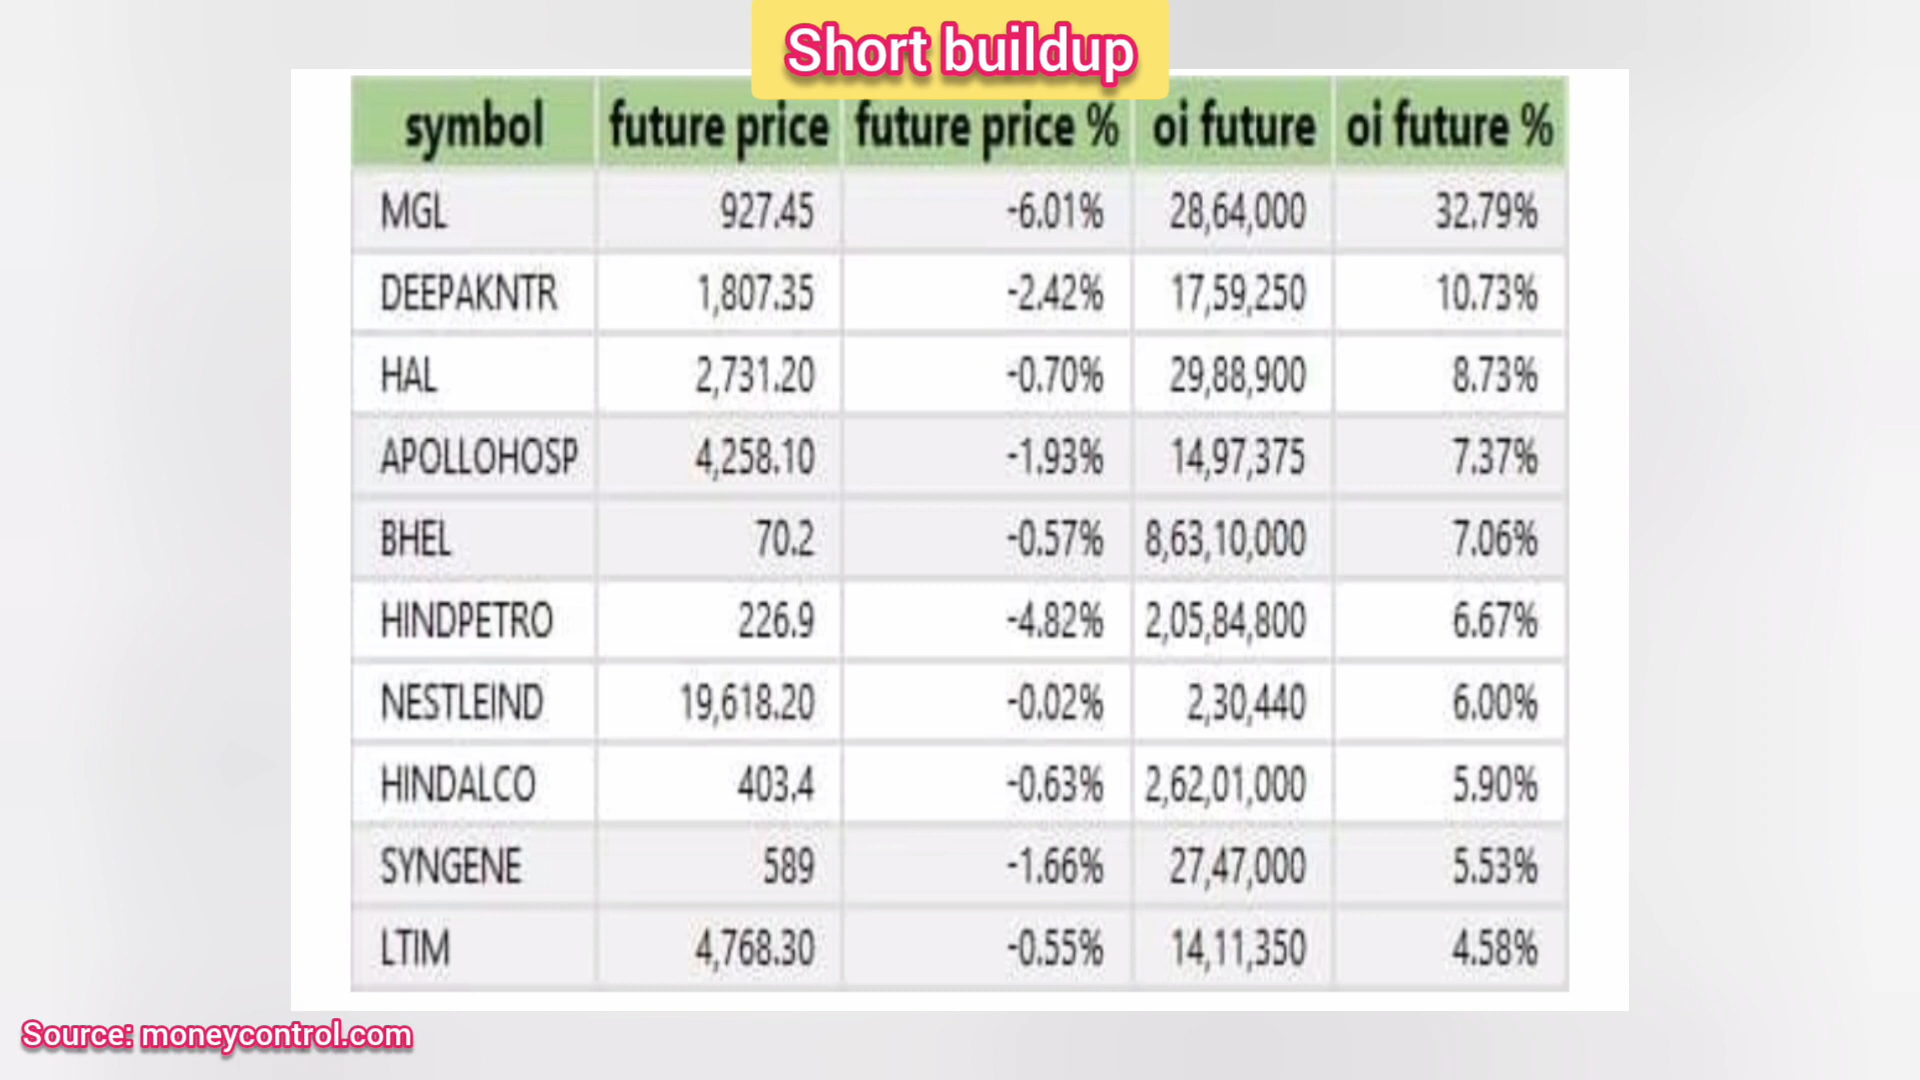 Short buildup
symbol future price future price % oi future oi future %
MGL 927.45 -6.01% 28,64,000 32.79%
DEEPAKNTR 1,807.35 -2.42% 17,59,250 10.73%
HAL 2,731.20 -0.70% 29,88,900 8.73%
APOLLOHOSP 4,258.10 -1.93% 14,97,375 7.37%
BHEL 70.2 -0.57% 8,63,10,000 7.06%
HINDPETRO 226.9 -4.82% 2,05,84,800 6.67%
NESTLEIND 19,618.20 -0.02% 2,30,440 6.00%
HINDALCO 403.4 -0.63% 2,62,01,000 5.90%
SYNGENE 589 -1.66% 27,47,000 5.53%
LTIM 4,768.30 -0.55% 14,11,350 4.58%
Source: moneycontrol.com